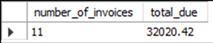 number_of_invoices total_due
11 32020.42